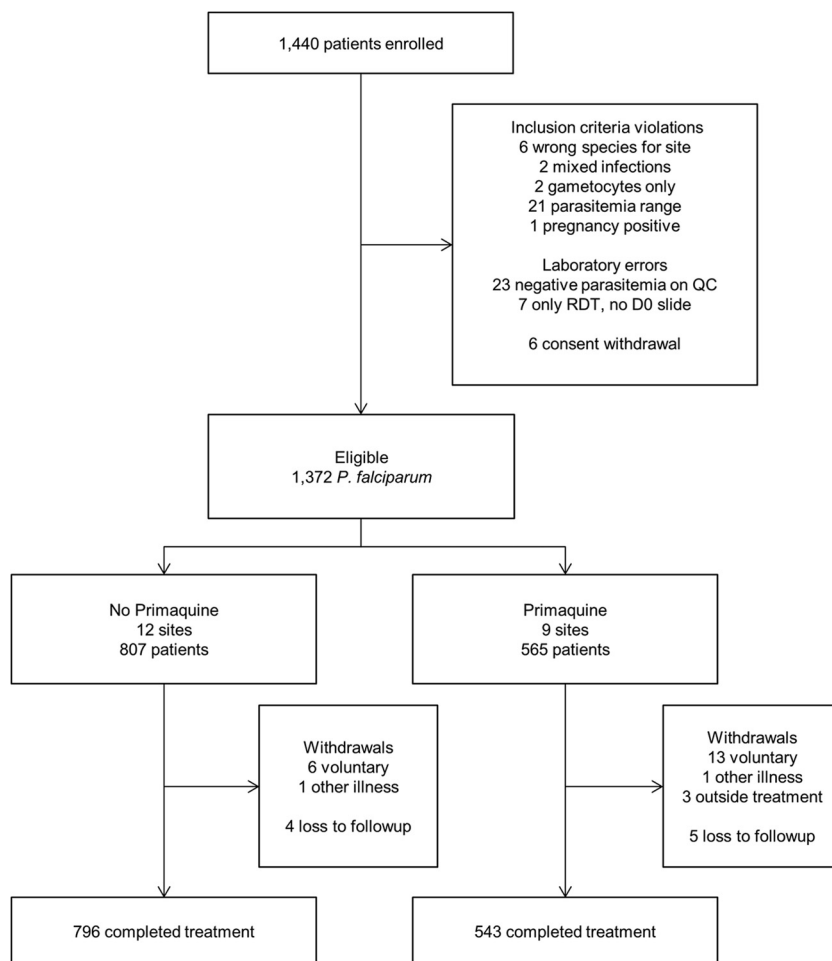 1,440 patients enrolled
Inclusion criteria violations
6 wrong species for site
2 mixed infections
2 gametocytes only
21 parasitemia range
1 pregnancy positive
Laboratory errors
23 negative parasitemia on QC
7 only RDT, no D0 slide
6 consent withdrawal
Eligible
1,372 P. falciparum
No Primaquine
12 sites
807 patients
Primaquine
9 sites
565 patients
Withdrawals
6 voluntary
1 other illness
4 loss to followup
Withdrawals
13 voluntary
1 other illness
3 outside treatment
5 loss to followup
796 completed treatment
543 completed treatment